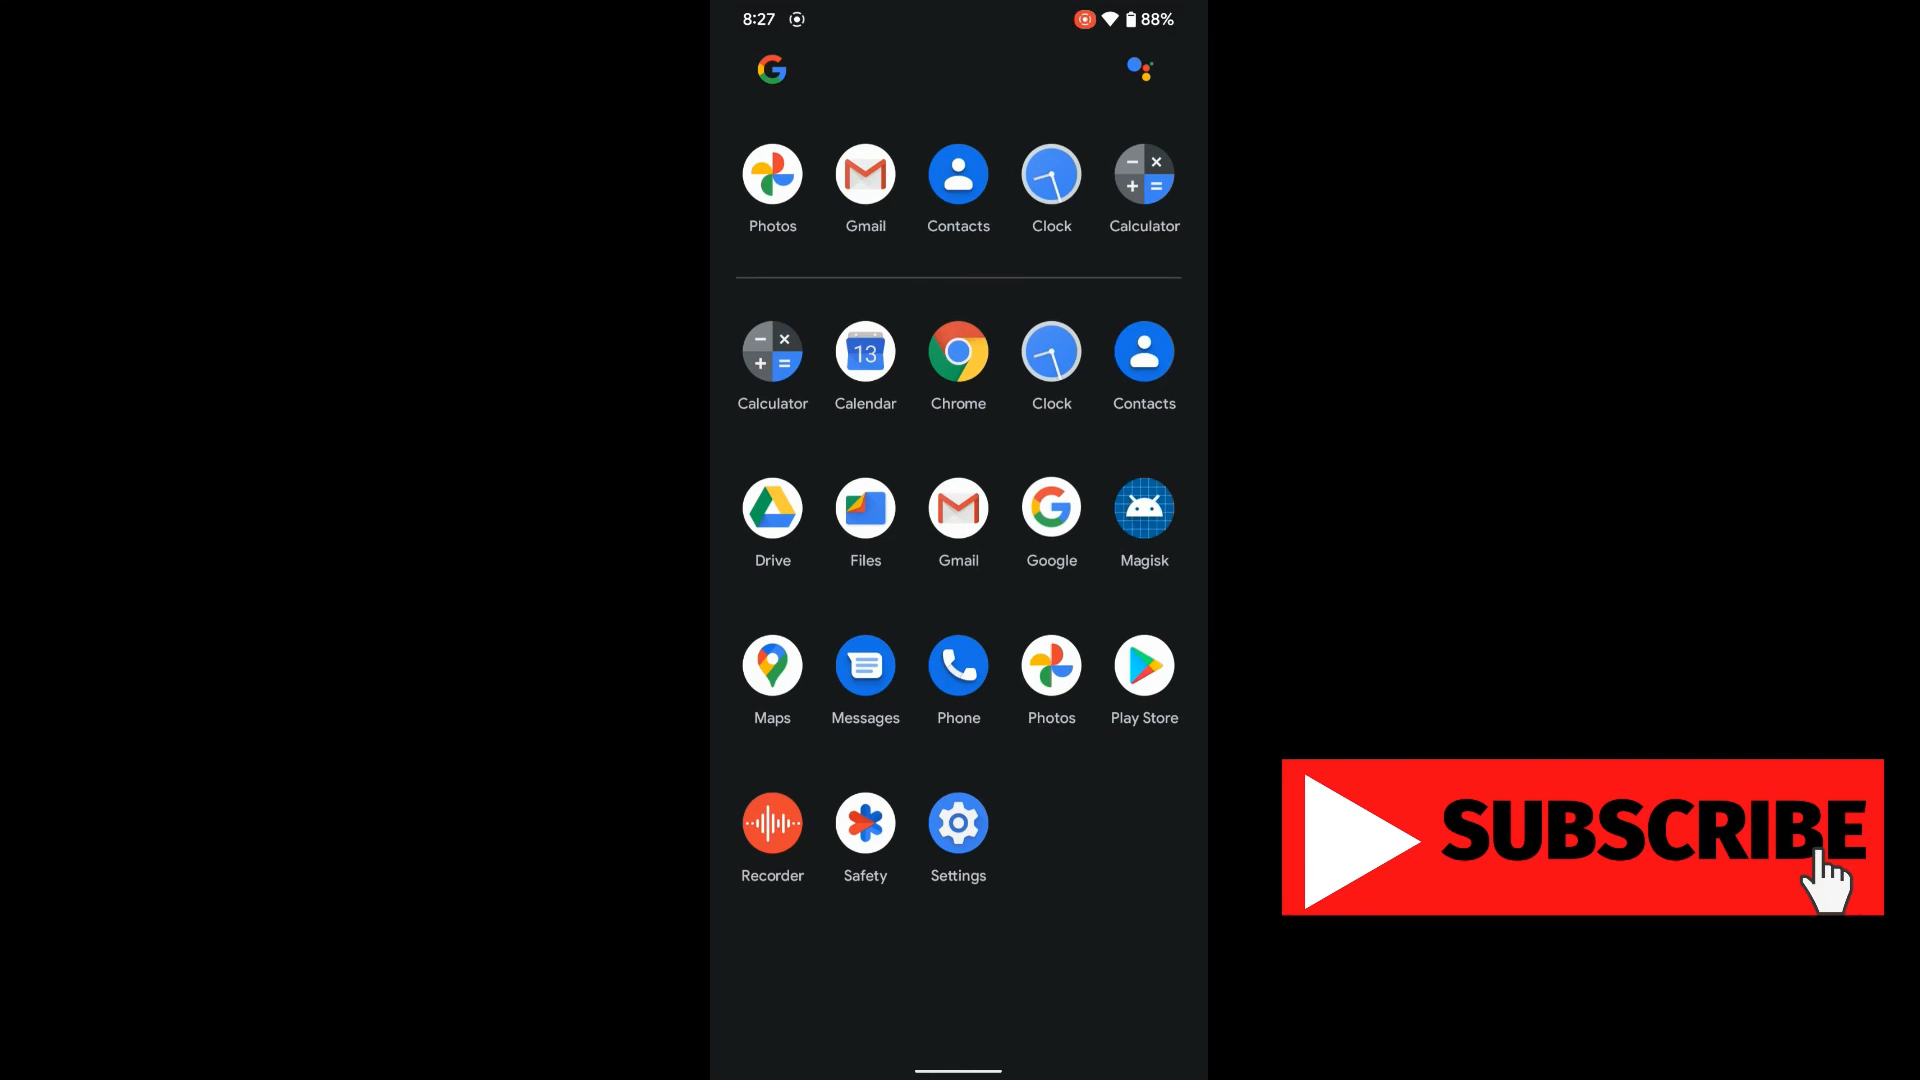 8:27 88%
Photos Gmail Contacts Clock Calculator
Calculator Calendar Chrome Clock Contacts
13
Drive Files Gmail Google Magisk
Maps Messages Phone Photos Play Store
Recorder Safety Settings
SUBSCRIBE